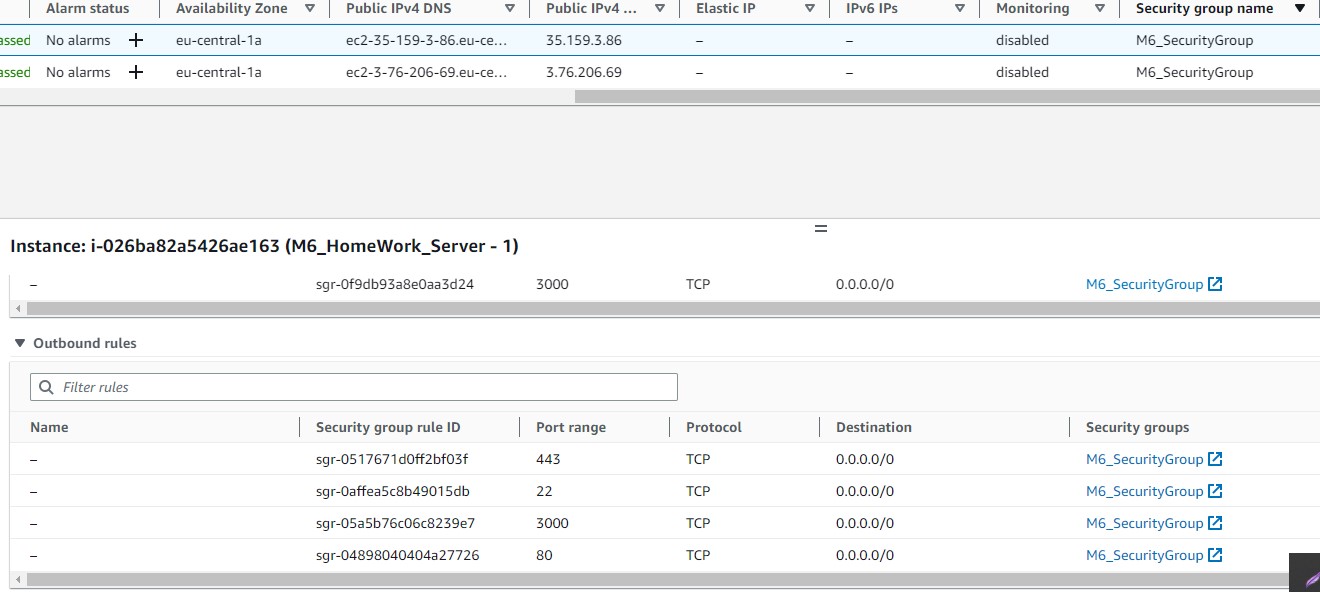 Alarm status Availability Zone Public IPv4 DNS Public IPv4 ... Elastic IP IPv6 IPs Monitoring Security group name
assed No alarms + eu-central-1a ec2-35-159-3-86.eu-ce... 35.159.3.86 – – disabled M6_SecurityGroup
assed No alarms + eu-central-1a ec2-3-76-206-69.eu-ce... 3.76.206.69 – – disabled M6_SecurityGroup
Instance: i-026ba82a5426ae163 (M6_HomeWork_Server - 1)
– sgr-0f9db93a8e0aa3d24 3000 TCP 0.0.0.0/0 M6_SecurityGroup
Outbound rules
Filter rules
Name Security group rule ID Port range Protocol Destination Security groups
– sgr-0517671d0ff2bf03f 443 TCP 0.0.0.0/0 M6_SecurityGroup
– sgr-0affea5c8b49015db 22 TCP 0.0.0.0/0 M6_SecurityGroup
– sgr-05a5b76c06c8239e7 3000 TCP 0.0.0.0/0 M6_SecurityGroup
– sgr-04898040404a27726 80 TCP 0.0.0.0/0 M6_SecurityGroup